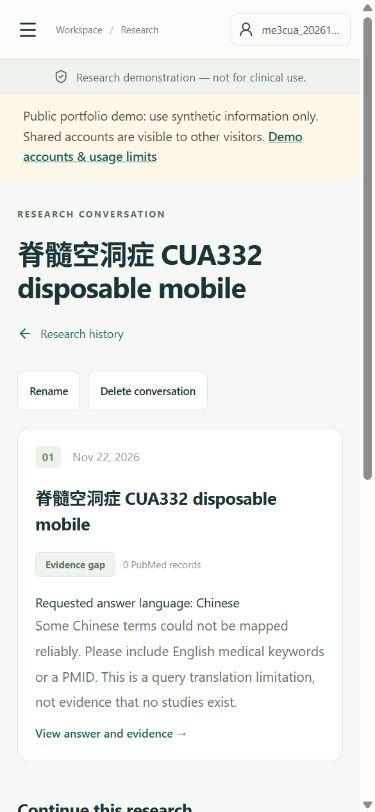 Workspace / Research
me3cua_20261...
Research demonstration — not for clinical use.
Public portfolio demo: use synthetic information only.
Shared accounts are visible to other visitors. Demo
accounts & usage limits
RESEARCH CONVERSATION
脊髓空洞症 CUA332
disposable mobile
← Research history
Rename
Delete conversation
01 Nov 22, 2026
脊髓空洞症 CUA332 disposable
mobile
Evidence gap 0 PubMed records
Requested answer language: Chinese
Some Chinese terms could not be mapped
reliably. Please include English medical keywords
or a PMID. This is a query translation limitation,
not evidence that no studies exist.
View answer and evidence →
Continue this research